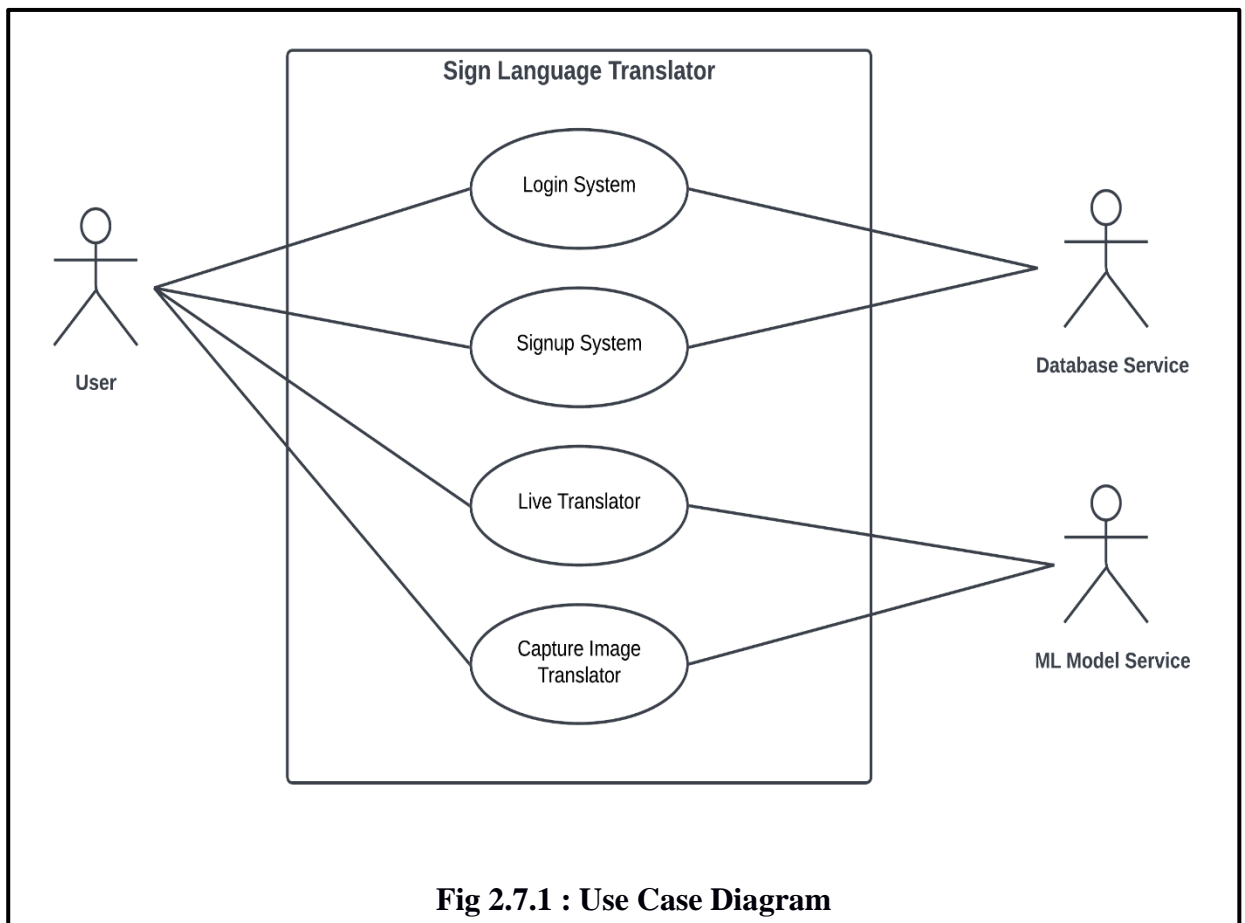 Sign Language Translator
Login System
Signup System
User
Database Service
Live Translator
Capture Image
Translator
ML Model Service
Fig 2.7.1 : Use Case Diagram